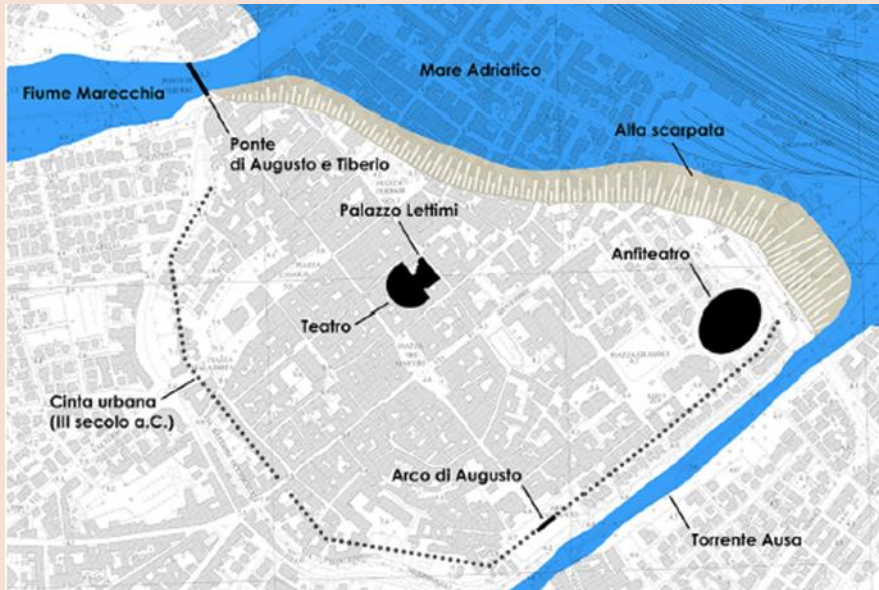 Mare Adriatico
Fiume Marecchia
Alta scarpata
Ponte
di Augusto e Tiberio
Palazzo Lettimi
Anfiteatro
Teatro
Cinta urbana
(III secolo a.C.)
Arco di Augusto
Torrente Ausa